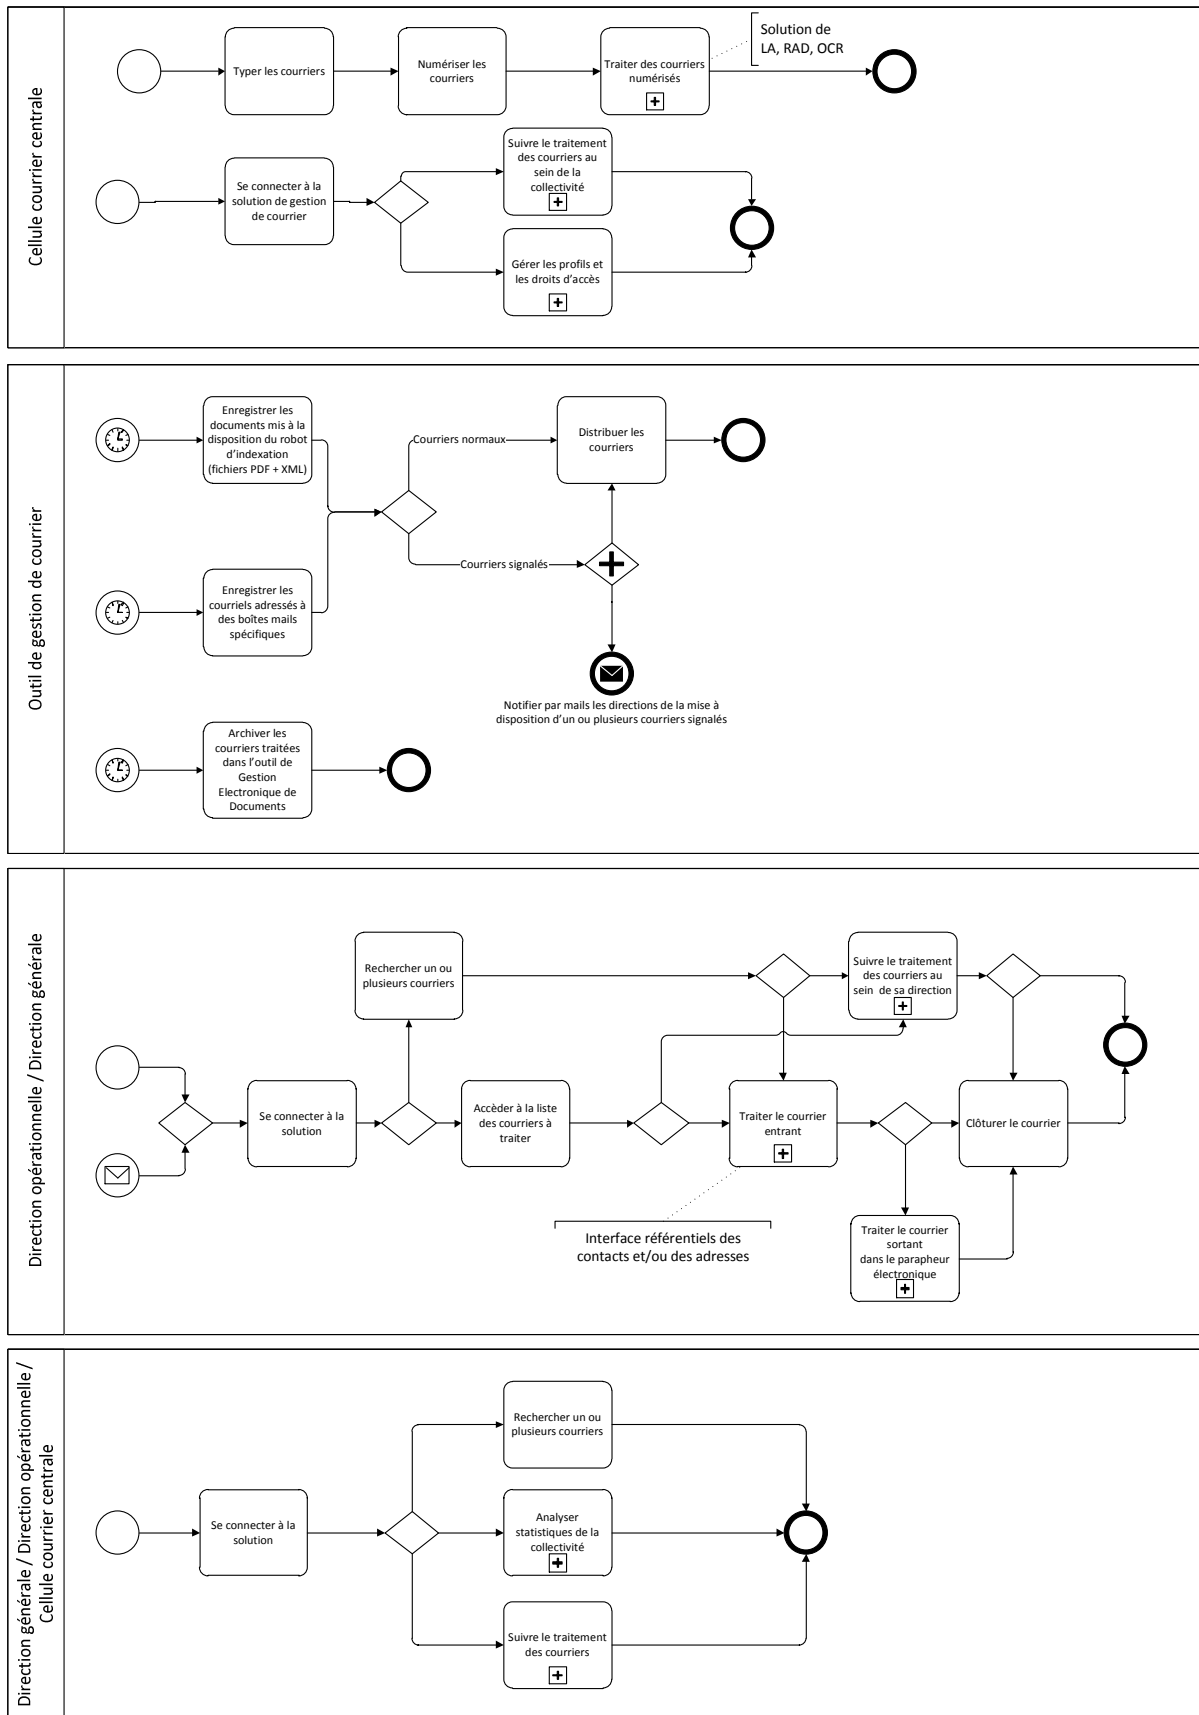 Cellule courrier centrale
Typer les courriers
Numériser les
courriers
Traiter des courriers
numérisés
Solution de
LA, RAD, OCR
Se connecter à la
solution de gestion
de courrier
Suivre le traitement
des courriers au
sein de la
collectivité
Gérer les profils et
les droits d'accès
Outil de gestion de courrier
Enregistrer les
documents mis à la
disposition du robot
d'indexation
(fichiers PDF + XML)
Courriers normaux
Distribuer les
courriers
Courriers signalés
Enregistrer les
courriels adressés à
des boîtes mails
spécifiques
Notifier par mails les directions de la mise à
disposition d'un ou plusieurs courriers signalés
Archiver les
courriers traitées
dans l'outil de
Gestion
Electronique de
Documents
Direction opérationnelle / Direction générale
Rechercher un ou
plusieurs courriers
Suivre le traitement
des courriers au
sein de sa direction
Se connecter à la
solution
Accèder à la liste
des courriers à
traiter
Traiter le courrier
entrant
Clôturer le courrier
Interface référentiels des
contacts et/ou des adresses
Traiter le courrier
sortant
dans le parapheur
électronique
Direction générale / Direction opérationnelle /
Cellule courrier centrale
Rechercher un ou
plusieurs courriers
Se connecter à la
solution
Analyser
statistiques de la
collectivité
Suivre le traitement
des courriers